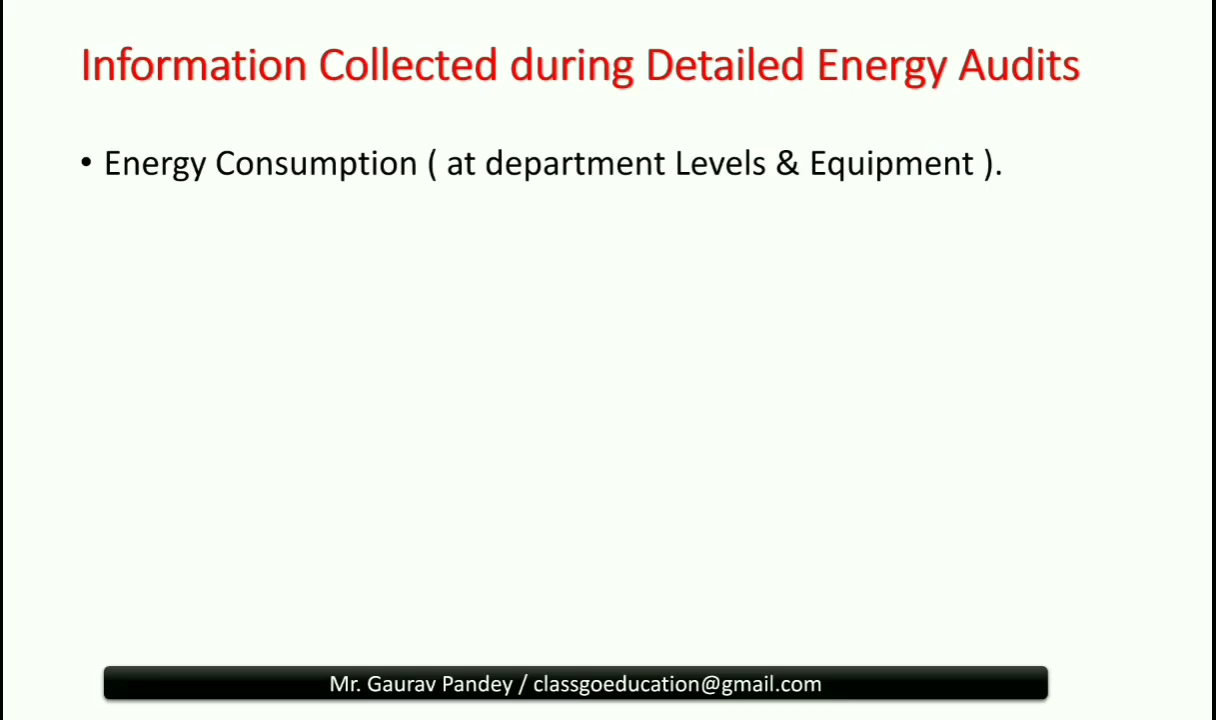 Information Collected during Detailed Energy Audits
• Energy Consumption ( at department Levels & Equipment ).
Mr. Gaurav Pandey / classgoeducation@gmail.com